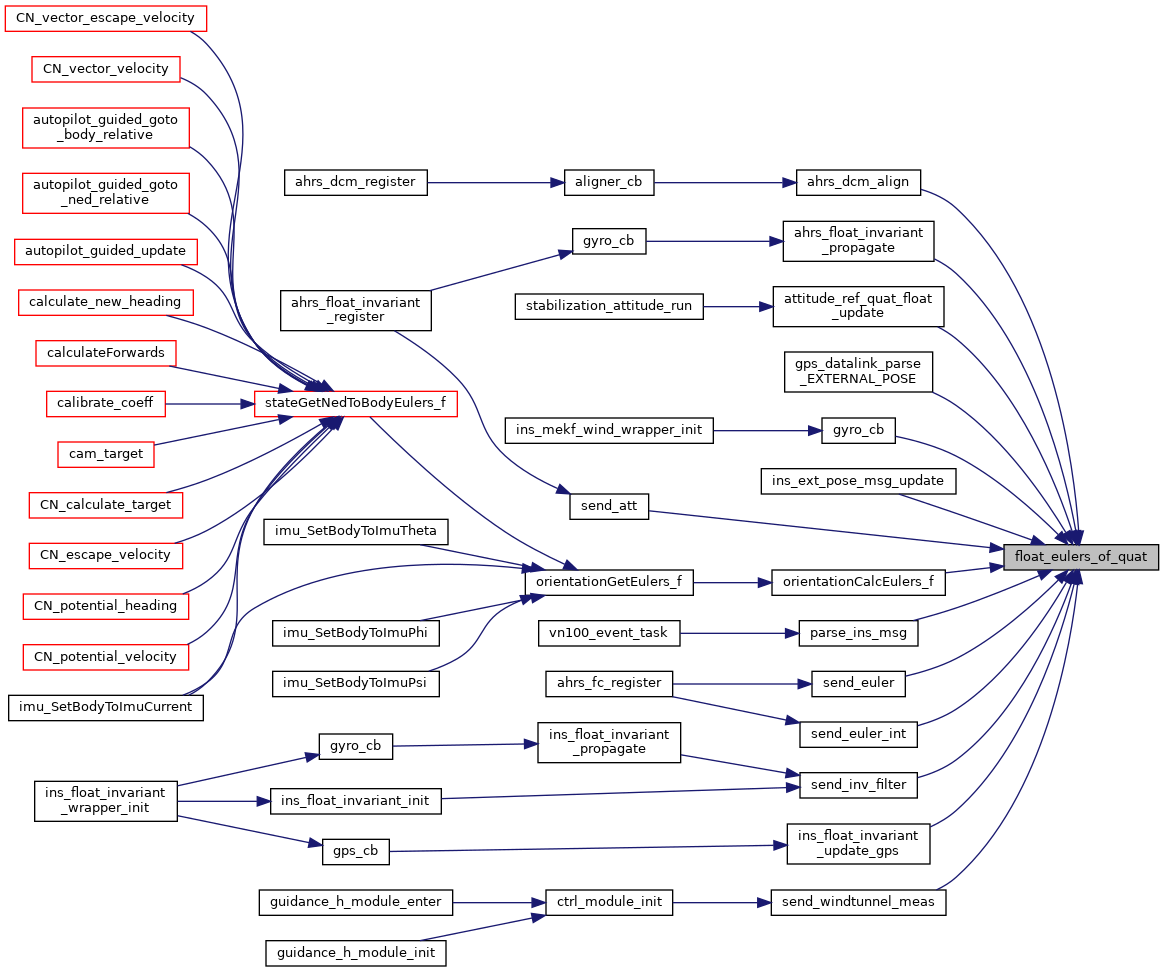 CN_vector_escape_velocity
CN_vector_velocity
autopilot_guided_goto
_body_relative
autopilot_guided_goto
_ned_relative
autopilot_guided_update
calculate_new_heading
calculateForwards
calibrate_coeff
cam_target
CN_calculate_target
CN_escape_velocity
CN_potential_heading
CN_potential_velocity
imu_SetBodyToImuCurrent
ins_float_invariant
_wrapper_init
ahrs_dcm_register
ahrs_float_invariant
_register
stateGetNedToBodyEulers_f
imu_SetBodyToImuTheta
imu_SetBodyToImuPhi
imu_SetBodyToImuPsi
gyro_cb
ins_float_invariant_init
gps_cb
guidance_h_module_enter
guidance_h_module_init
aligner_cb
gyro_cb
stabilization_attitude_run
ins_mekf_wind_wrapper_init
send_att
orientationGetEulers_f
vn100_event_task
ahrs_fc_register
ins_float_invariant
_propagate
ctrl_module_init
ahrs_dcm_align
ahrs_float_invariant
_propagate
attitude_ref_quat_float
_update
gps_datalink_parse
_EXTERNAL_POSE
gyro_cb
ins_ext_pose_msg_update
orientationCalcEulers_f
parse_ins_msg
send_euler
send_euler_int
send_inv_filter
ins_float_invariant
_update_gps
send_windtunnel_meas
float_eulers_of_quat